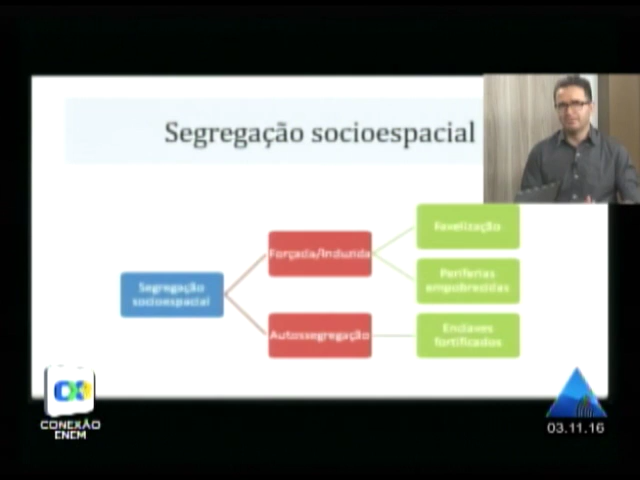 Segregação socioespacial
Segregação
socioespacial
Forçada/Induzida
Autossegregação
Favelização
Periferias
empobrecidas
Enclaves
fortificados
CONEXÃO
ENEM
03.11.16